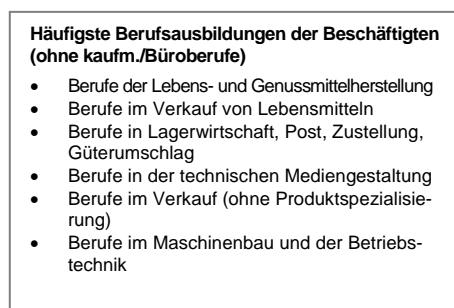 Häufigste Berufsausbildungen der Beschäftigten
(ohne kaufm./Büroberufe)
• Berufe der Lebens- und Genussmittelherstellung
• Berufe im Verkauf von Lebensmitteln
• Berufe in Lagerwirtschaft, Post, Zustellung,
Güterumschlag
• Berufe in der technischen Mediengestaltung
• Berufe im Verkauf (ohne Produktspezialisie-
rung)
• Berufe im Maschinenbau und der Betriebs-
technik